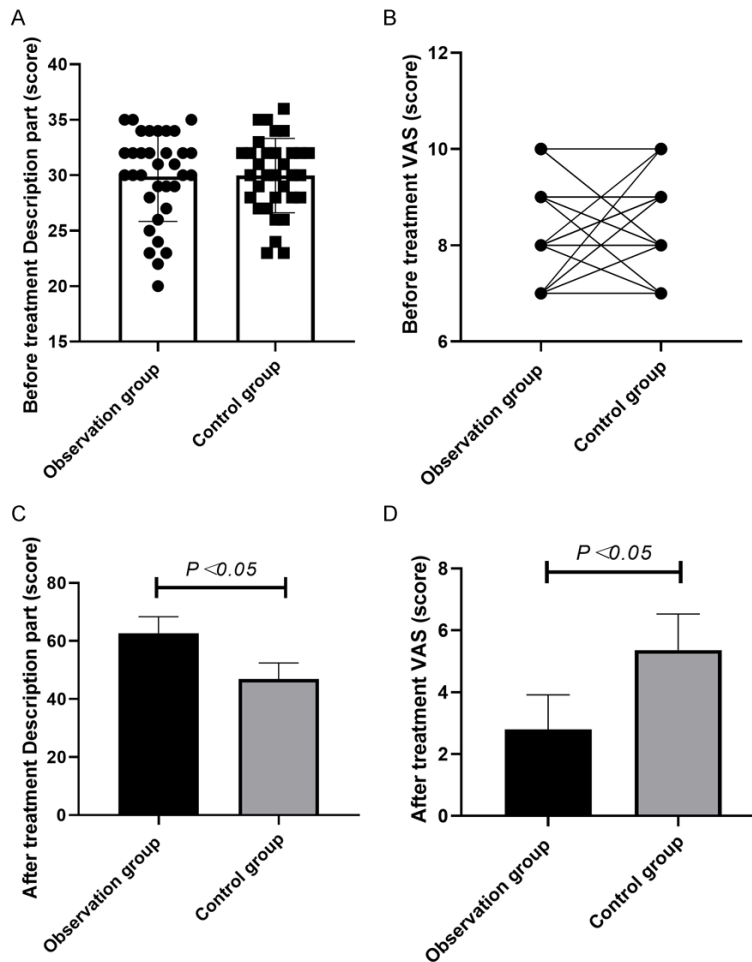 A
Before treatment Description part (score)
40
35
30
25
20
15
Observation group
Control group
B
Before treatment VAS (score)
12
10
8
6
Observation group
Control group
C
After treatment Description part (score)
80
60
40
20
0
P <0.05
Observation group
Control group
D
After treatment VAS (score)
8
6
4
2
0
P <0.05
Observation group
Control group